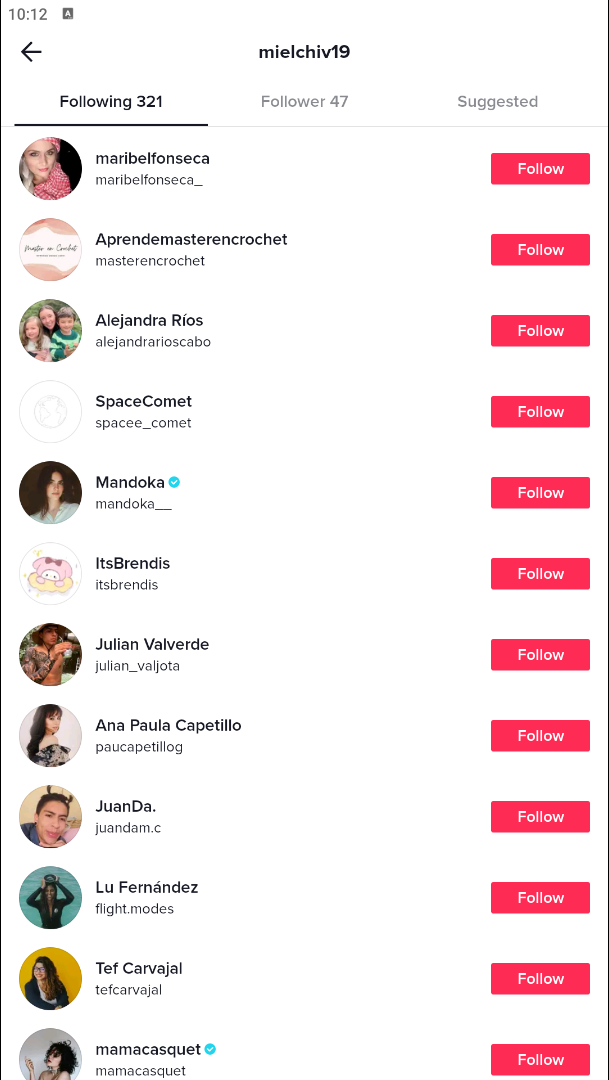 10:12 A
mielchiv19
Following 321 Follower 47 Suggested
maribelfonseca
maribelfonseca_
Follow
Master en Crochet
Aprendemasterencrochet
masterencrochet
Follow
Alejandra Ríos
alejandrarioscabo
Follow
SpaceComet
spacee_comet
Follow
Mandoka
mandoka__
Follow
ItsBrendis
itsbrendis
Follow
Julian Valverde
julian_valjota
Follow
Ana Paula Capetillo
paucapetillog
Follow
JuanDa.
juandam.c
Follow
Lu Fernández
flight.modes
Follow
Tef Carvajal
tefcarvajal
Follow
mamacasquet
mamacasquet
Follow